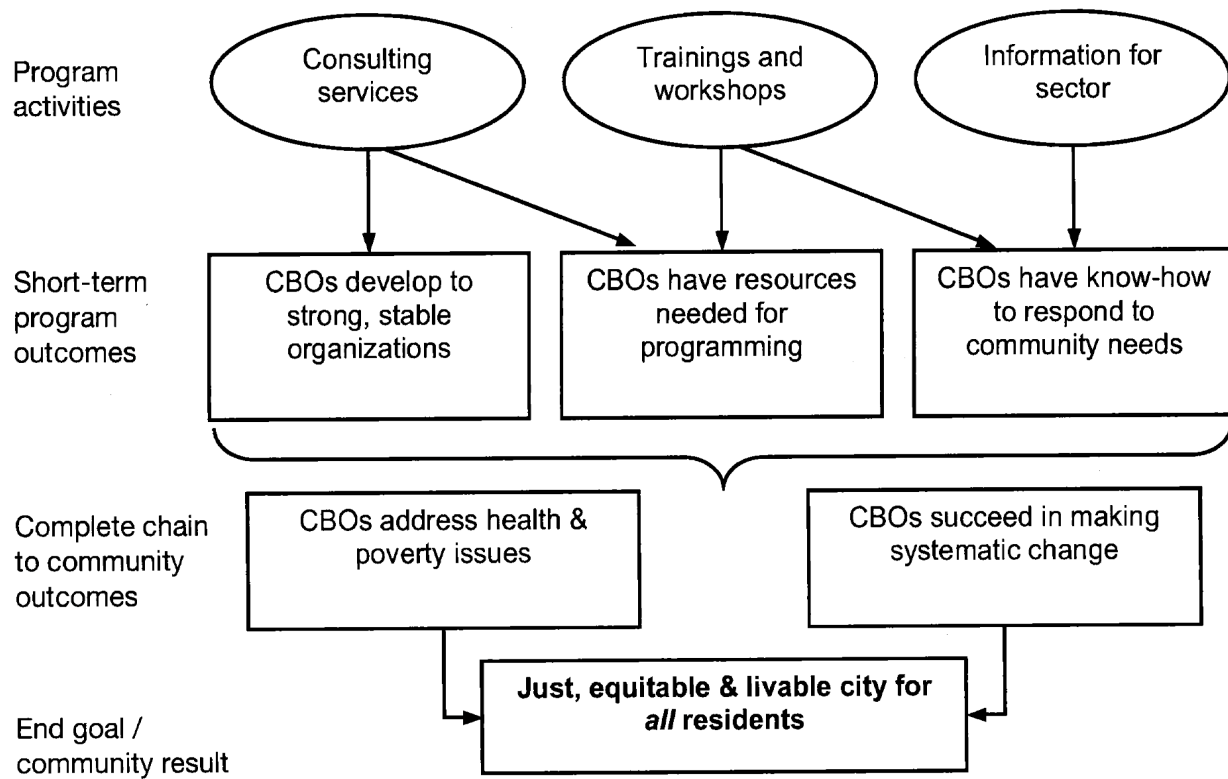 Program
activities
Consulting
services
Trainings and
workshops
Information for
sector
Short-term
program
outcomes
CBOs develop to
strong, stable
organizations
CBOs have resources
needed for
programming
CBOs have know-how
to respond to
community needs
Complete chain
to community
outcomes
CBOs address health &
poverty issues
CBOs succeed in making
systematic change
End goal /
community result
Just, equitable & livable city for
all residents